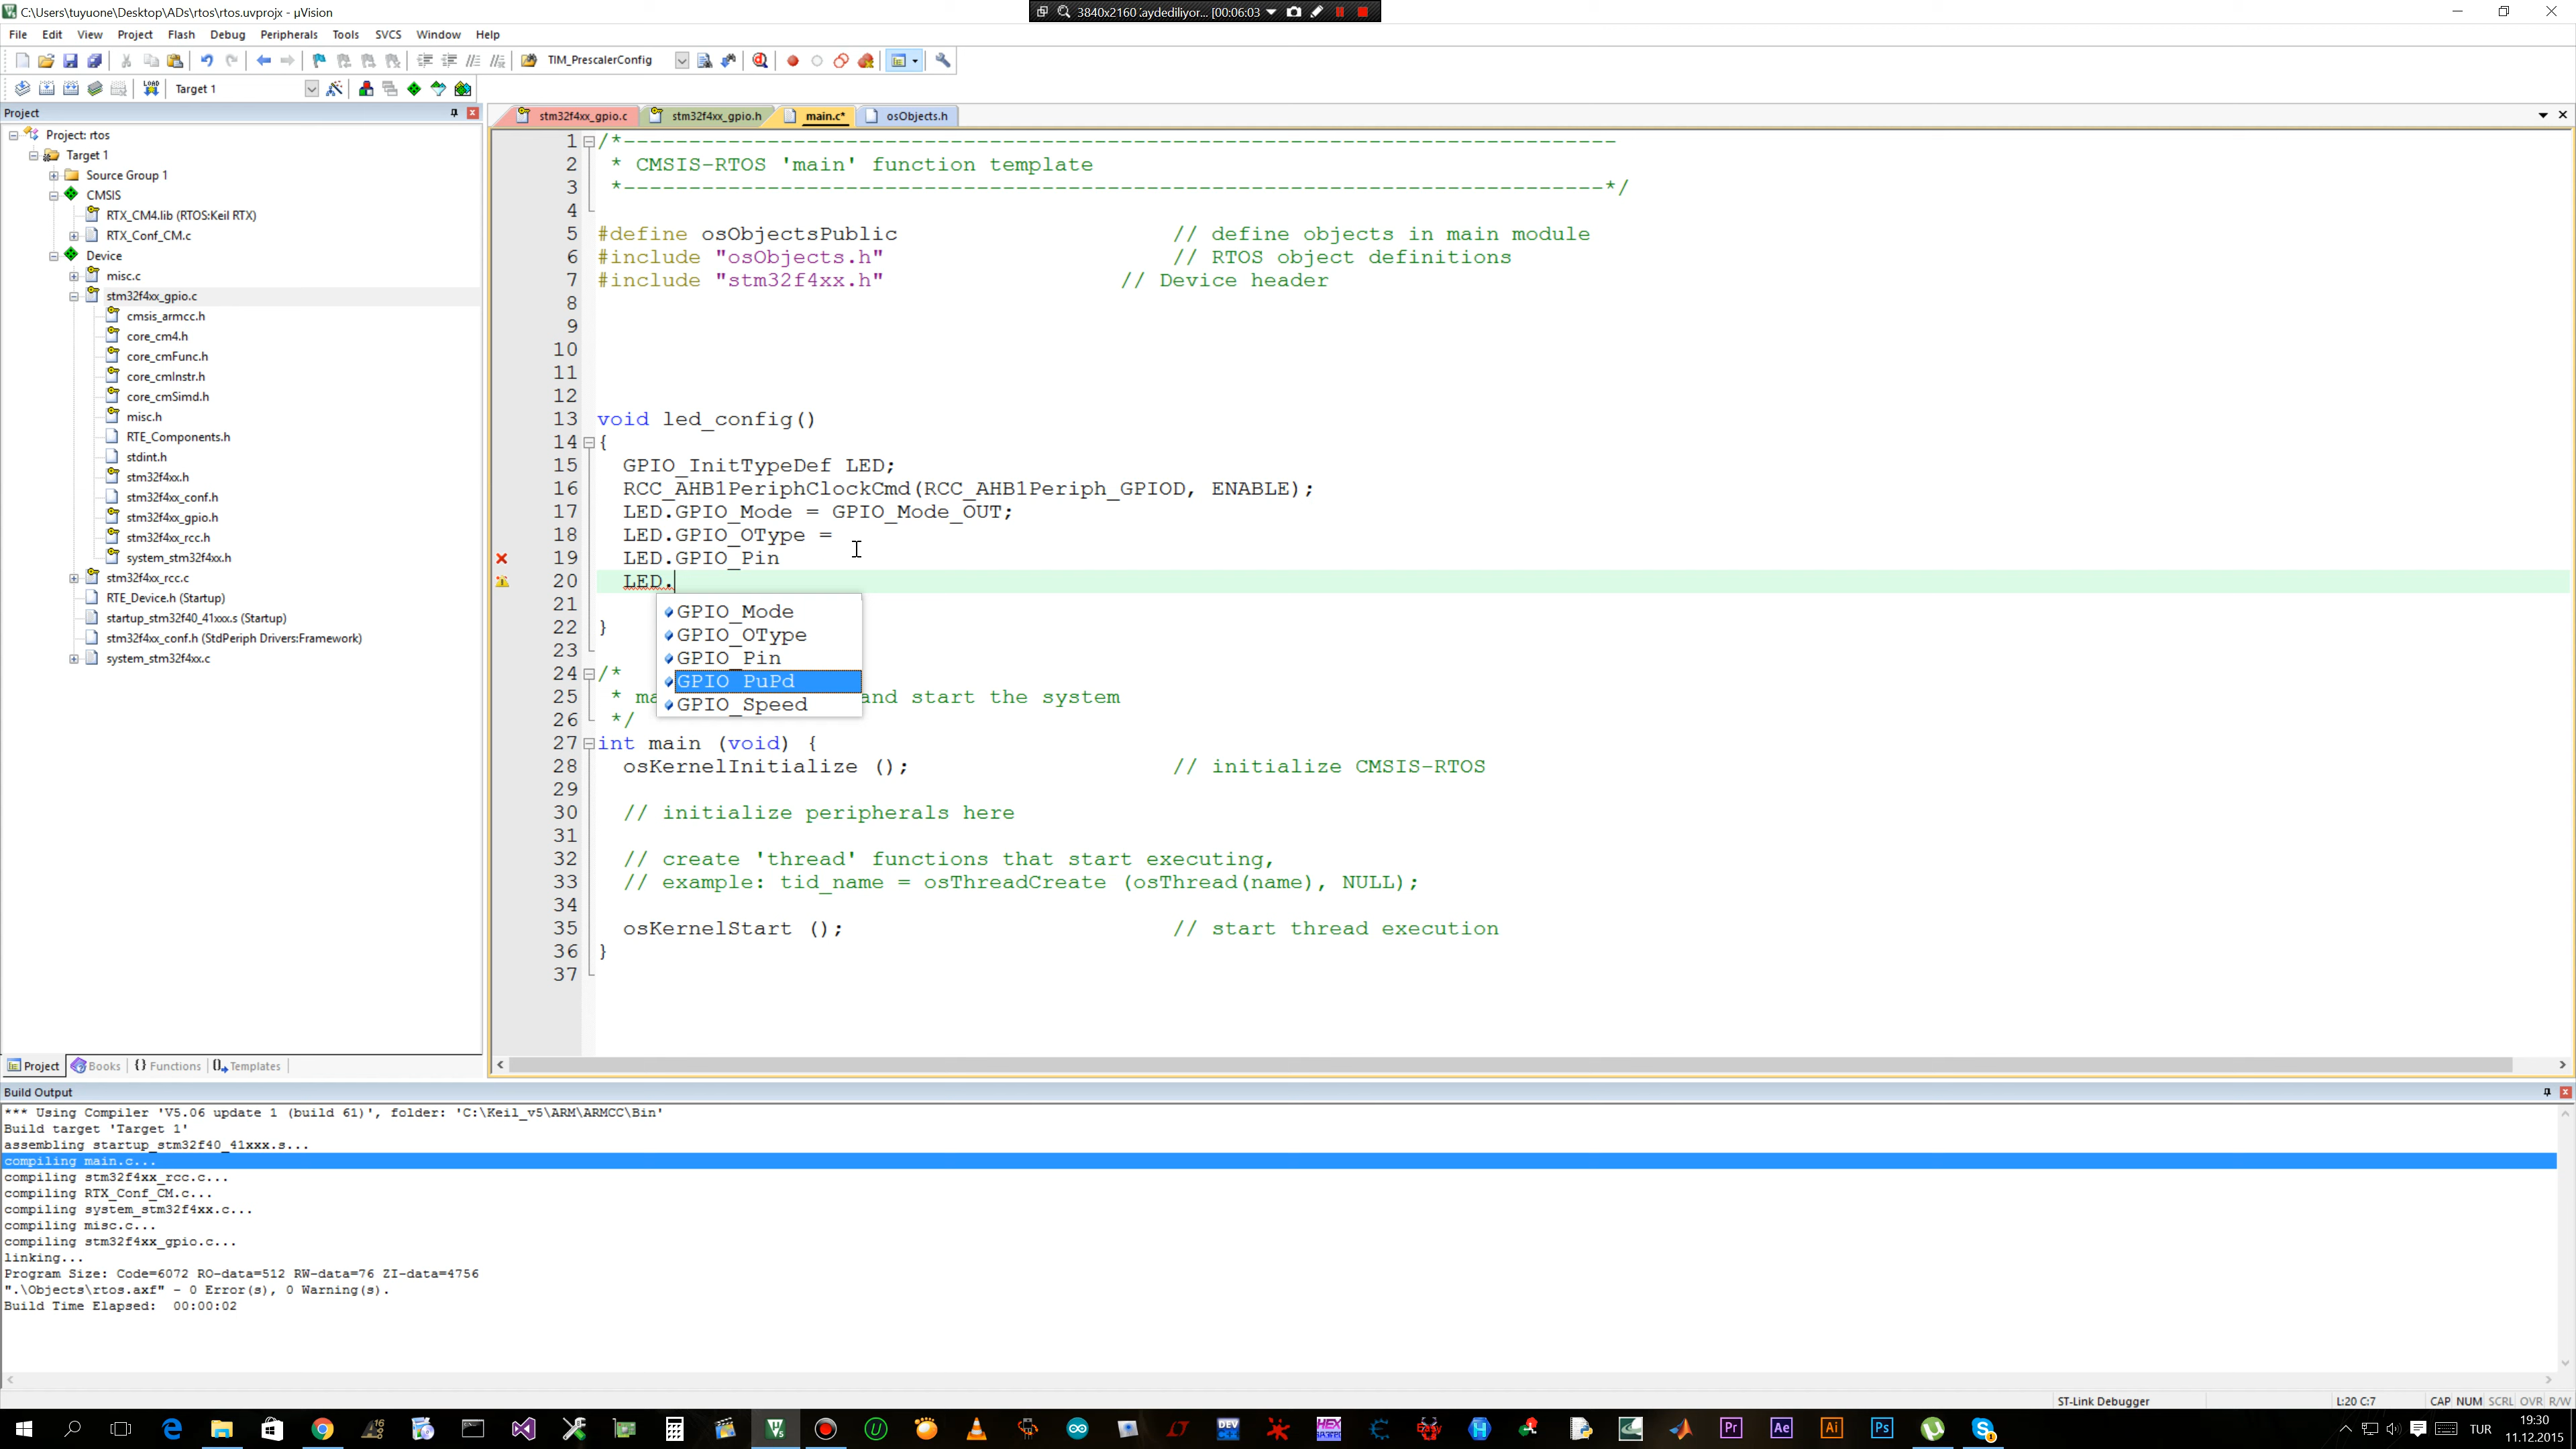 C:\Users\tuyuone\Desktop\ADs\rtos\rtos.uvprojx - µVision
3840x2160 :aydediliyor... [00:06:03]
File Edit View Project Flash Debug Peripherals Tools SVCS Window Help
TIM_PrescalerConfig
LOAD Target 1
Project
Project: rtos
Target 1
Source Group 1
CMSIS
RTX_CM4.lib (RTOS:Keil RTX)
RTX_Conf_CM.c
Device
misc.c
stm32f4xx_gpio.c
cmsis_armcc.h
core_cm4.h
core_cmFunc.h
core_cmInstr.h
core_cmSimd.h
misc.h
RTE_Components.h
stdint.h
stm32f4xx.h
stm32f4xx_conf.h
stm32f4xx_gpio.h
stm32f4xx_rcc.h
system_stm32f4xx.h
stm32f4xx_rcc.c
RTE_Device.h (Startup)
startup_stm32f40_41xxx.s (Startup)
stm32f4xx_conf.h (StdPeriph Drivers:Framework)
system_stm32f4xx.c
Project Books {} Functions Templates
stm32f4xx_gpio.c stm32f4xx_gpio.h main.c* osObjects.h
1 /*----------------------------------------------------------------------------
2 * CMSIS-RTOS 'main' function template
3 *---------------------------------------------------------------------------*/
4
5 #define osObjectsPublic // define objects in main module
6 #include "osObjects.h" // RTOS object definitions
7 #include "stm32f4xx.h" // Device header
8
9
10
11
12
13 void led_config()
14 {
15 GPIO_InitTypeDef LED;
16 RCC_AHB1PeriphClockCmd(RCC_AHB1Periph_GPIOD, ENABLE);
17 LED.GPIO_Mode = GPIO_Mode_OUT;
18 LED.GPIO_OType =
19 LED.GPIO_Pin
20 LED.
21
22 }
23
24 /*
25 * ma and start the system
26 */
27 int main (void) {
28 osKernelInitialize (); // initialize CMSIS-RTOS
29
30 // initialize peripherals here
31
32 // create 'thread' functions that start executing,
33 // example: tid_name = osThreadCreate (osThread(name), NULL);
34
35 osKernelStart (); // start thread execution
36 }
37
GPIO_Mode
GPIO_OType
GPIO_Pin
GPIO_PuPd
GPIO_Speed
Build Output
*** Using Compiler 'V5.06 update 1 (build 61)', folder: 'C:\Keil_v5\ARM\ARMCC\Bin'
Build target 'Target 1'
assembling startup_stm32f40_41xxx.s...
compiling main.c...
compiling stm32f4xx_rcc.c...
compiling RTX_Conf_CM.c...
compiling system_stm32f4xx.c...
compiling misc.c...
compiling stm32f4xx_gpio.c...
linking...
Program Size: Code=6072 RO-data=512 RW-data=76 ZI-data=4756
".\Objects\rtos.axf" - 0 Error(s), 0 Warning(s).
Build Time Elapsed: 00:00:02
ST-Link Debugger L:20 C:7 CAP NUM SCRL OVR R/W
DEV HEX Easy Pr Ae Ai Ps TUR 19:30
11.12.2015